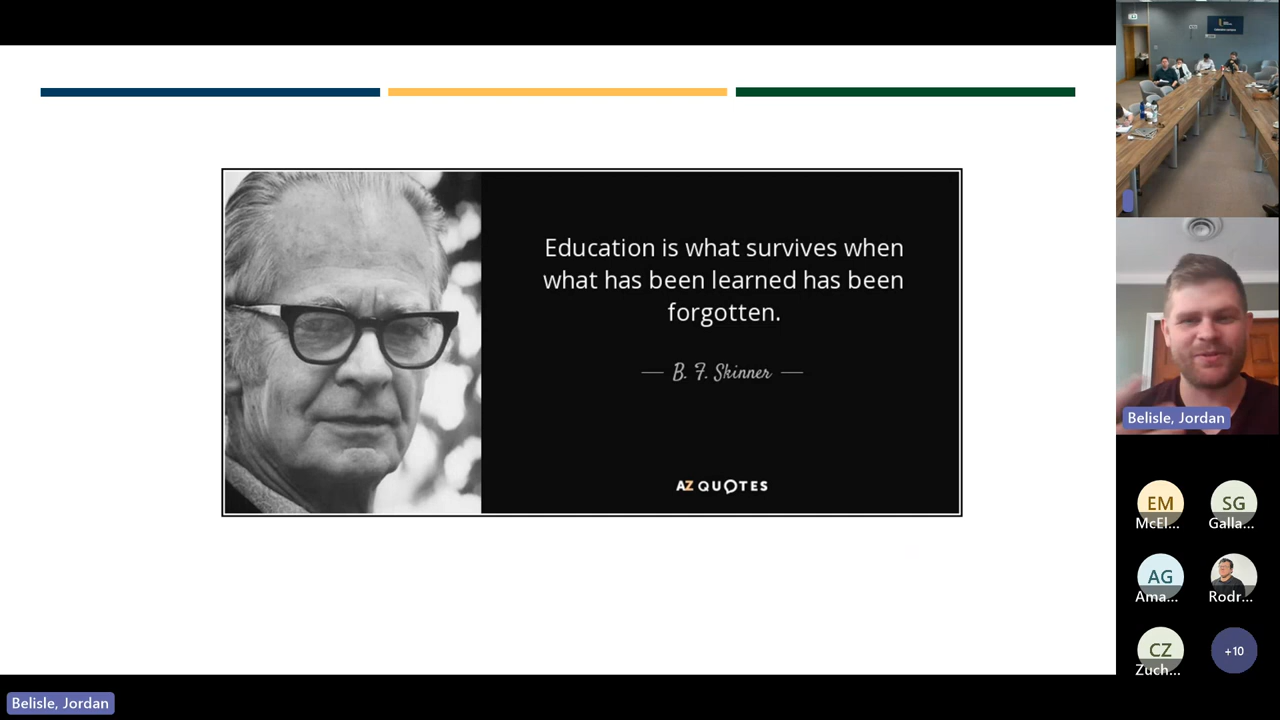 Education is what survives when
what has been learned has been
forgotten.
B. F. Skinner
AZ QUOTES
Belisle, Jordan
EM
McEl...
SG
Galla...
AG
Ama...
Rodr...
CZ
Zuch...
+10
Belisle, Jordan